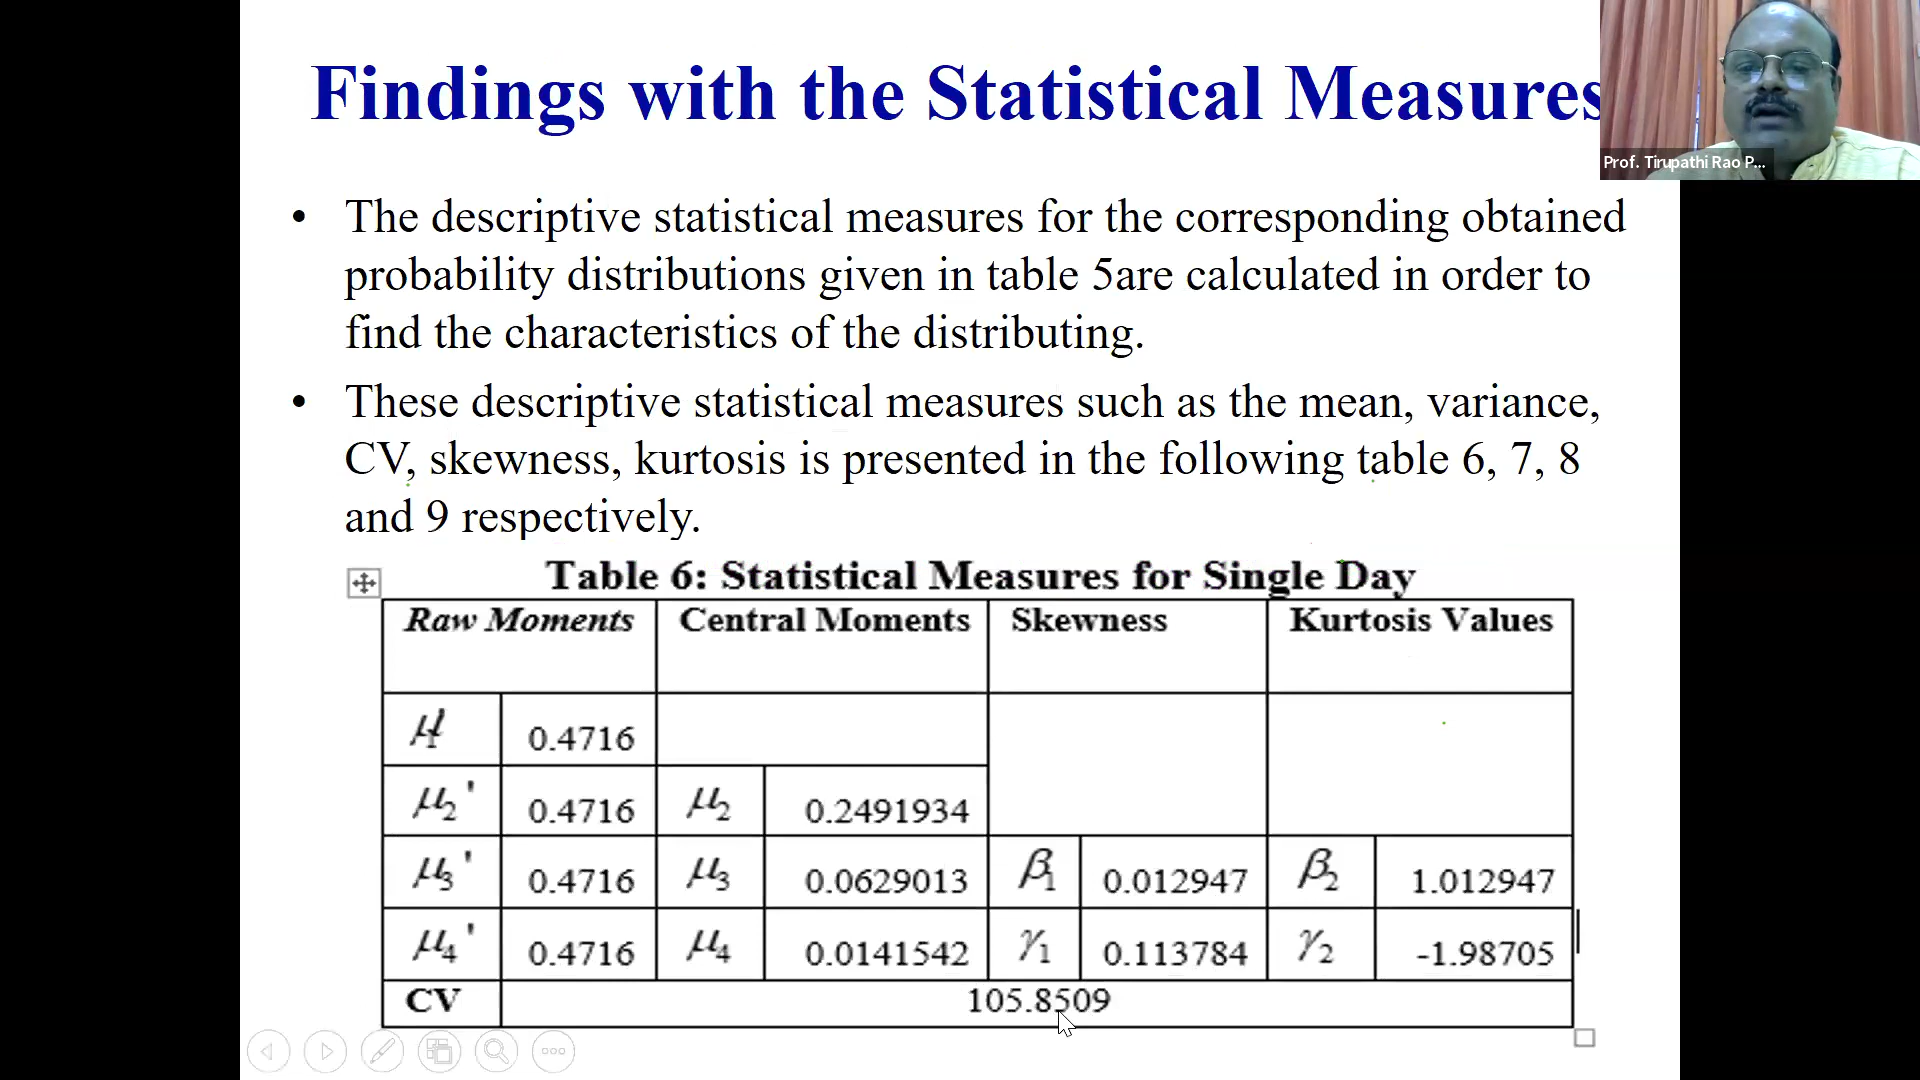 Findings with the Statistical Measures
Prof. Tirupathi Rao P...
• The descriptive statistical measures for the corresponding obtained
probability distributions given in table 5are calculated in order to
find the characteristics of the distributing.
• These descriptive statistical measures such as the mean, variance,
CV, skewness, kurtosis is presented in the following table 6, 7, 8
and 9 respectively.
Table 6: Statistical Measures for Single Day
Raw Moments Central Moments Skewness Kurtosis Values
μ1' 0.4716
μ2' 0.4716 μ2 0.2491934
μ3' 0.4716 μ3 0.0629013 β1 0.012947 β2 1.012947
μ4' 0.4716 μ4 0.0141542 γ1 0.113784 γ2 -1.98705
CV 105.8509